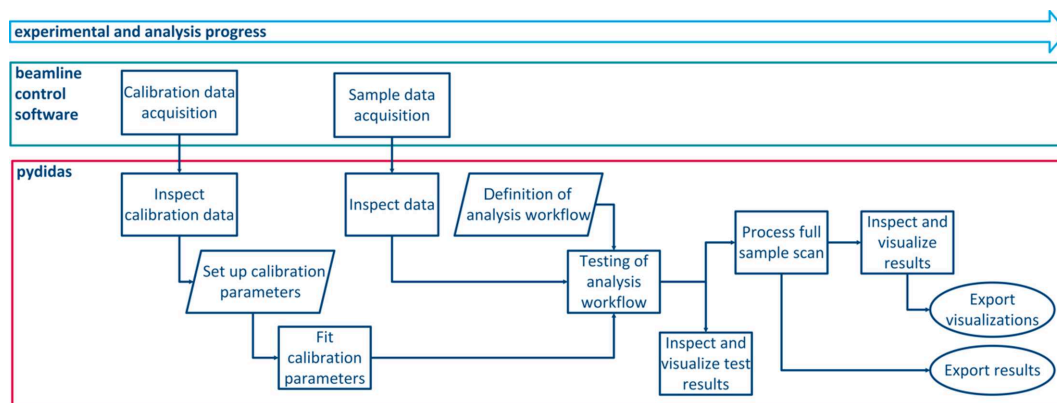 experimental and analysis progress
beamline
control
software
Calibration data
acquisition
Sample data
acquisition
pydidas
Inspect
calibration data
Inspect data
Definition of
analysis workflow
Set up calibration
parameters
Fit
calibration
parameters
Testing of
analysis
workflow
Process full
sample scan
Inspect and
visualize
results
Inspect and
visualize test
results
Export
visualizations
Export results